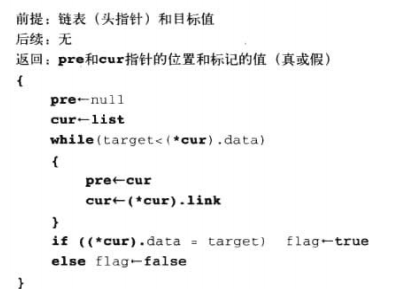 前提：链表（头指针）和目标值
后续：无
返回：pre和cur指针的位置和标记的值（真或假）
{
pre←null
cur←list
while(target<(*cur).data)
{
pre←cur
cur←(*cur).link
}
if ((*cur).data = target) flag←true
else flag←false
}